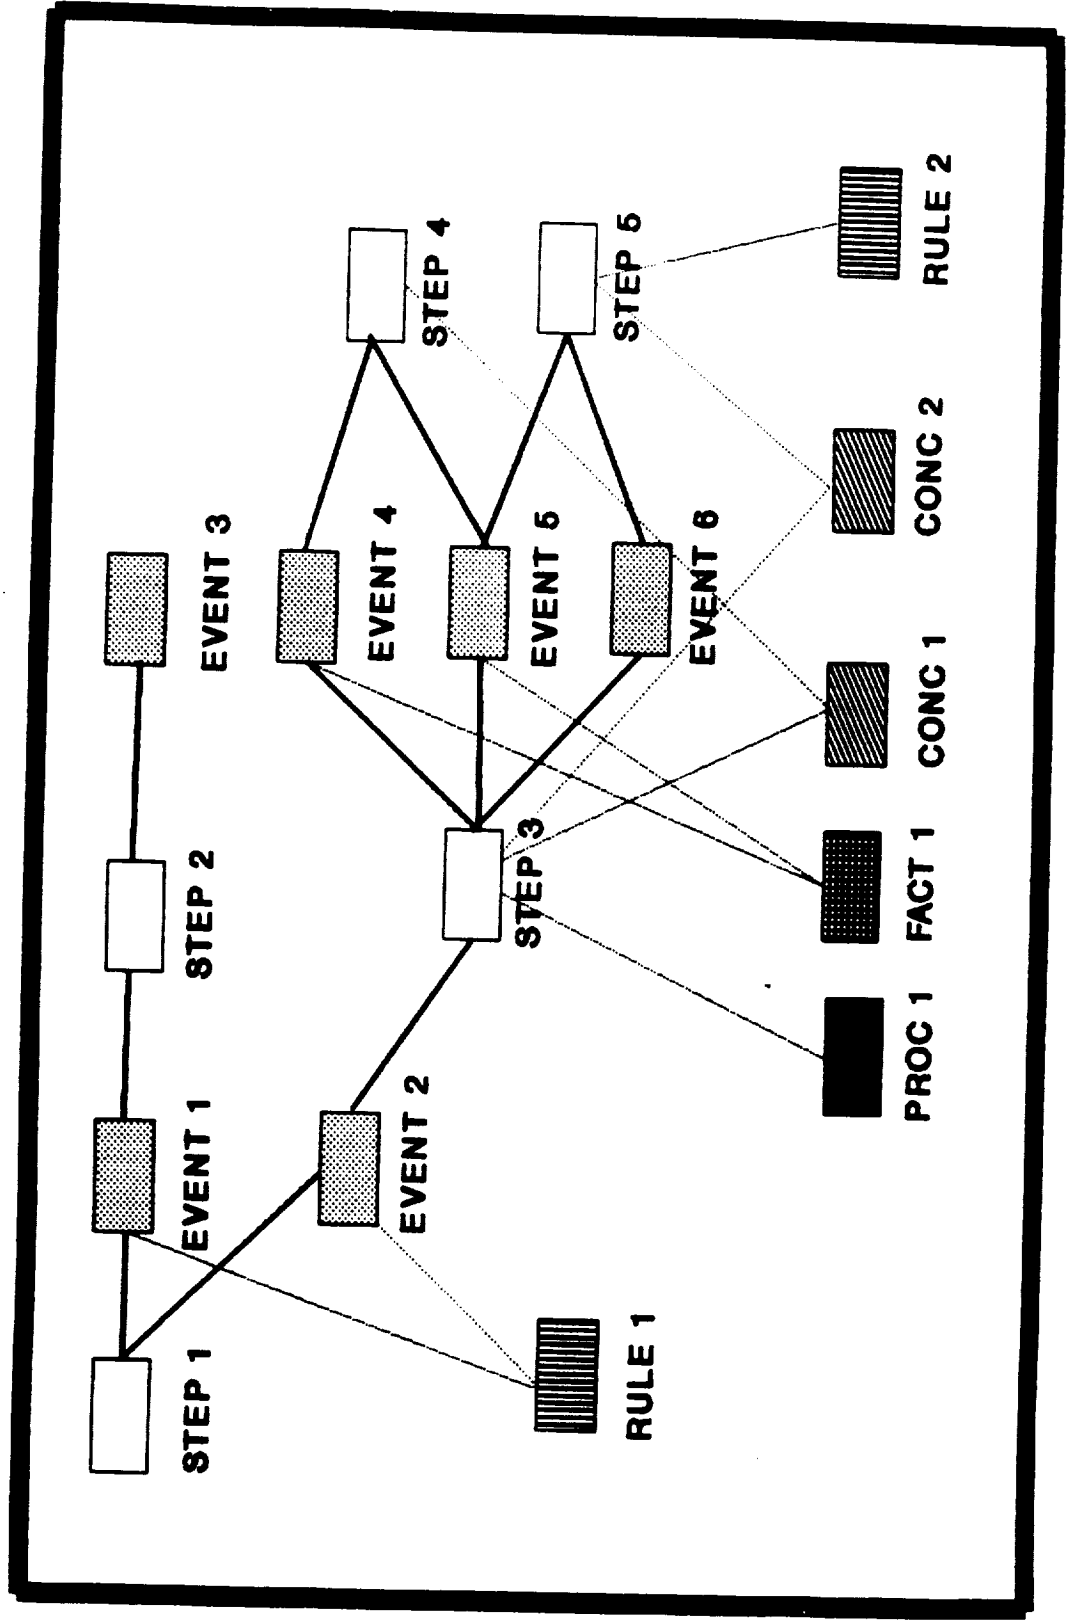 STEP 1
EVENT 1
STEP 2
EVENT 3
EVENT 2
EVENT 4
STEP 4
STEP 3
EVENT 5
RULE 1
EVENT 6
STEP 5
PROC 1
FACT 1
CONC 1
CONC 2
RULE 2